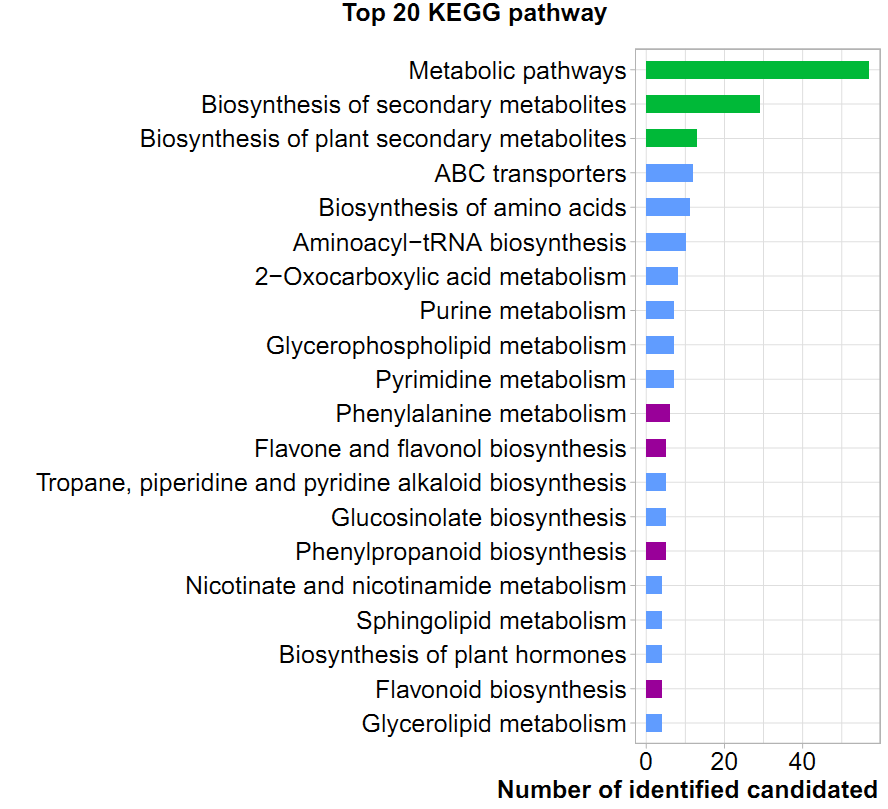 Top 20 KEGG pathway
Metabolic pathways
Biosynthesis of secondary metabolites
Biosynthesis of plant secondary metabolites
ABC transporters
Biosynthesis of amino acids
Aminoacyl−tRNA biosynthesis
2−Oxocarboxylic acid metabolism
Purine metabolism
Glycerophospholipid metabolism
Pyrimidine metabolism
Phenylalanine metabolism
Flavone and flavonol biosynthesis
Tropane, piperidine and pyridine alkaloid biosynthesis
Glucosinolate biosynthesis
Phenylpropanoid biosynthesis
Nicotinate and nicotinamide metabolism
Sphingolipid metabolism
Biosynthesis of plant hormones
Flavonoid biosynthesis
Glycerolipid metabolism
0 20 40
Number of identified candidated